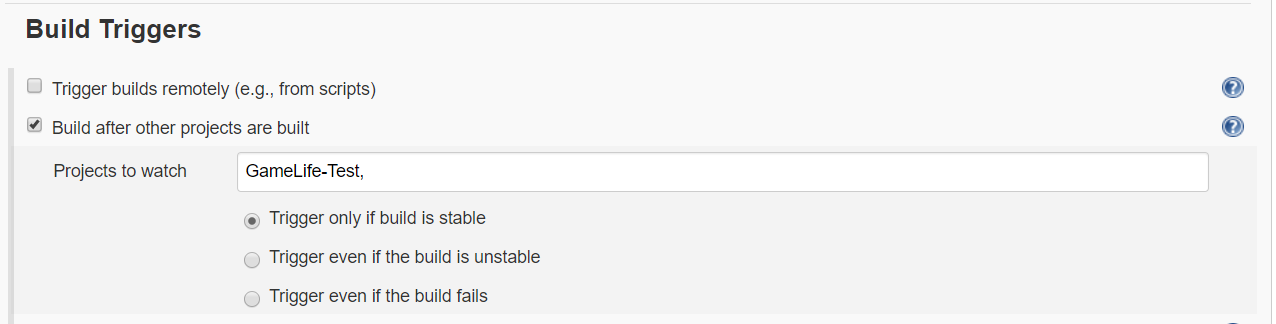 Build Triggers
Trigger builds remotely (e.g., from scripts)
Build after other projects are built
Projects to watch GameLife-Test,
Trigger only if build is stable
Trigger even if the build is unstable
Trigger even if the build fails